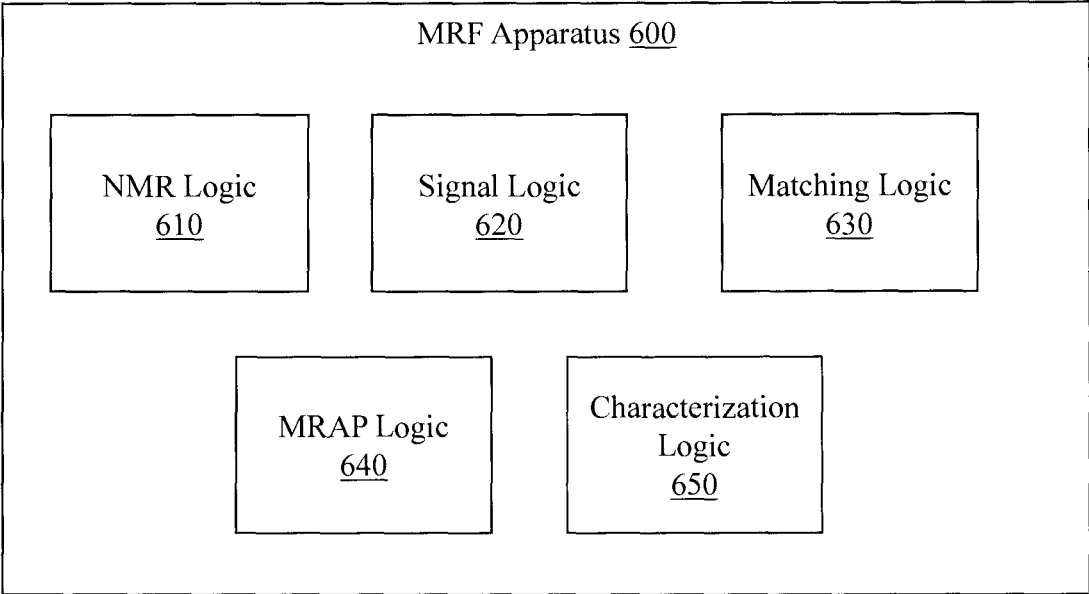 MRF Apparatus 600
NMR Logic
610
Signal Logic
620
Matching Logic
630
MRAP Logic
640
Characterization
Logic
650